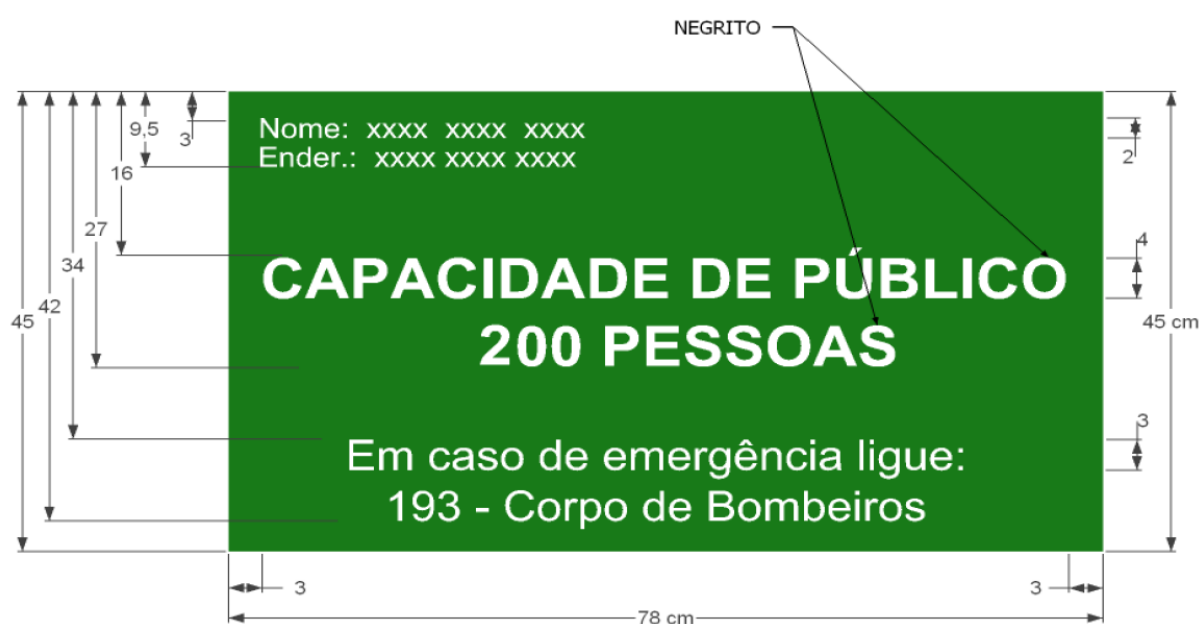 NEGRITO
9,5
3
16
27
34
42
45
Nome: xxxx xxxx xxxx
Ender.: xxxx xxxx xxxx
CAPACIDADE DE PÚBLICO
200 PESSOAS
Em caso de emergência ligue:
193 - Corpo de Bombeiros
2
4
45 cm
3
3
3
78 cm